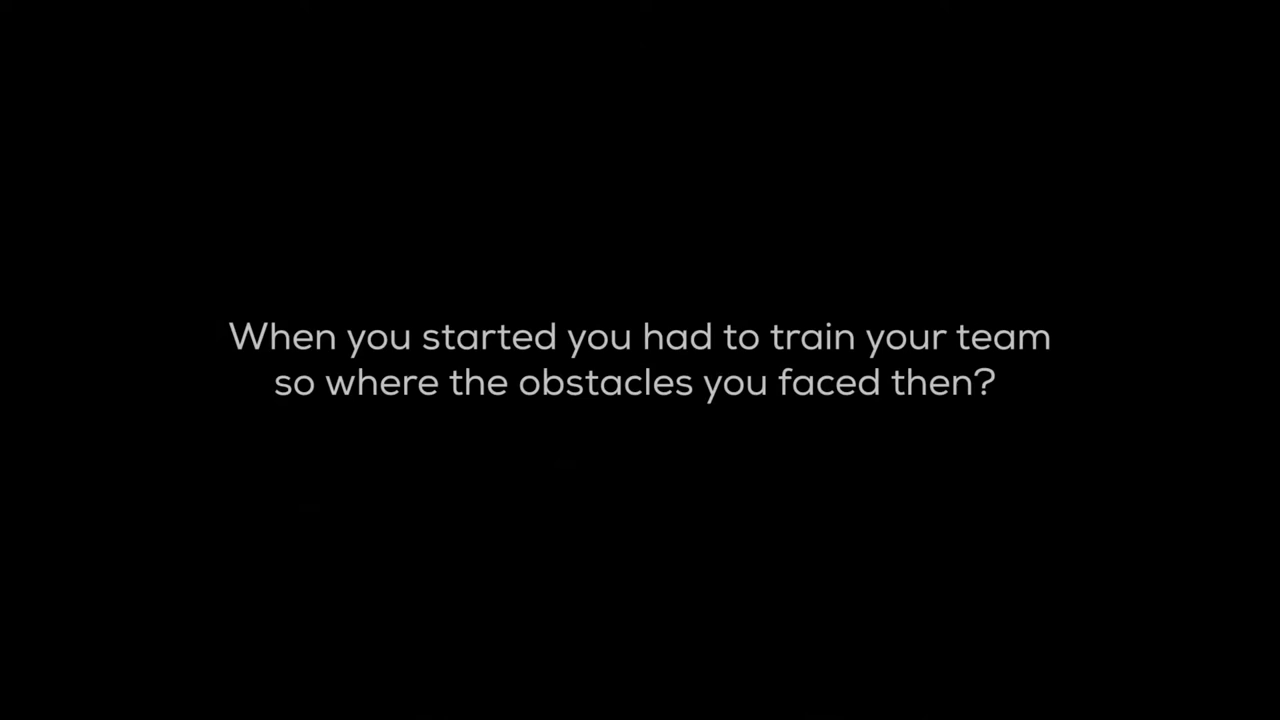 When you started you had to train your team
so where the obstacles you faced then?